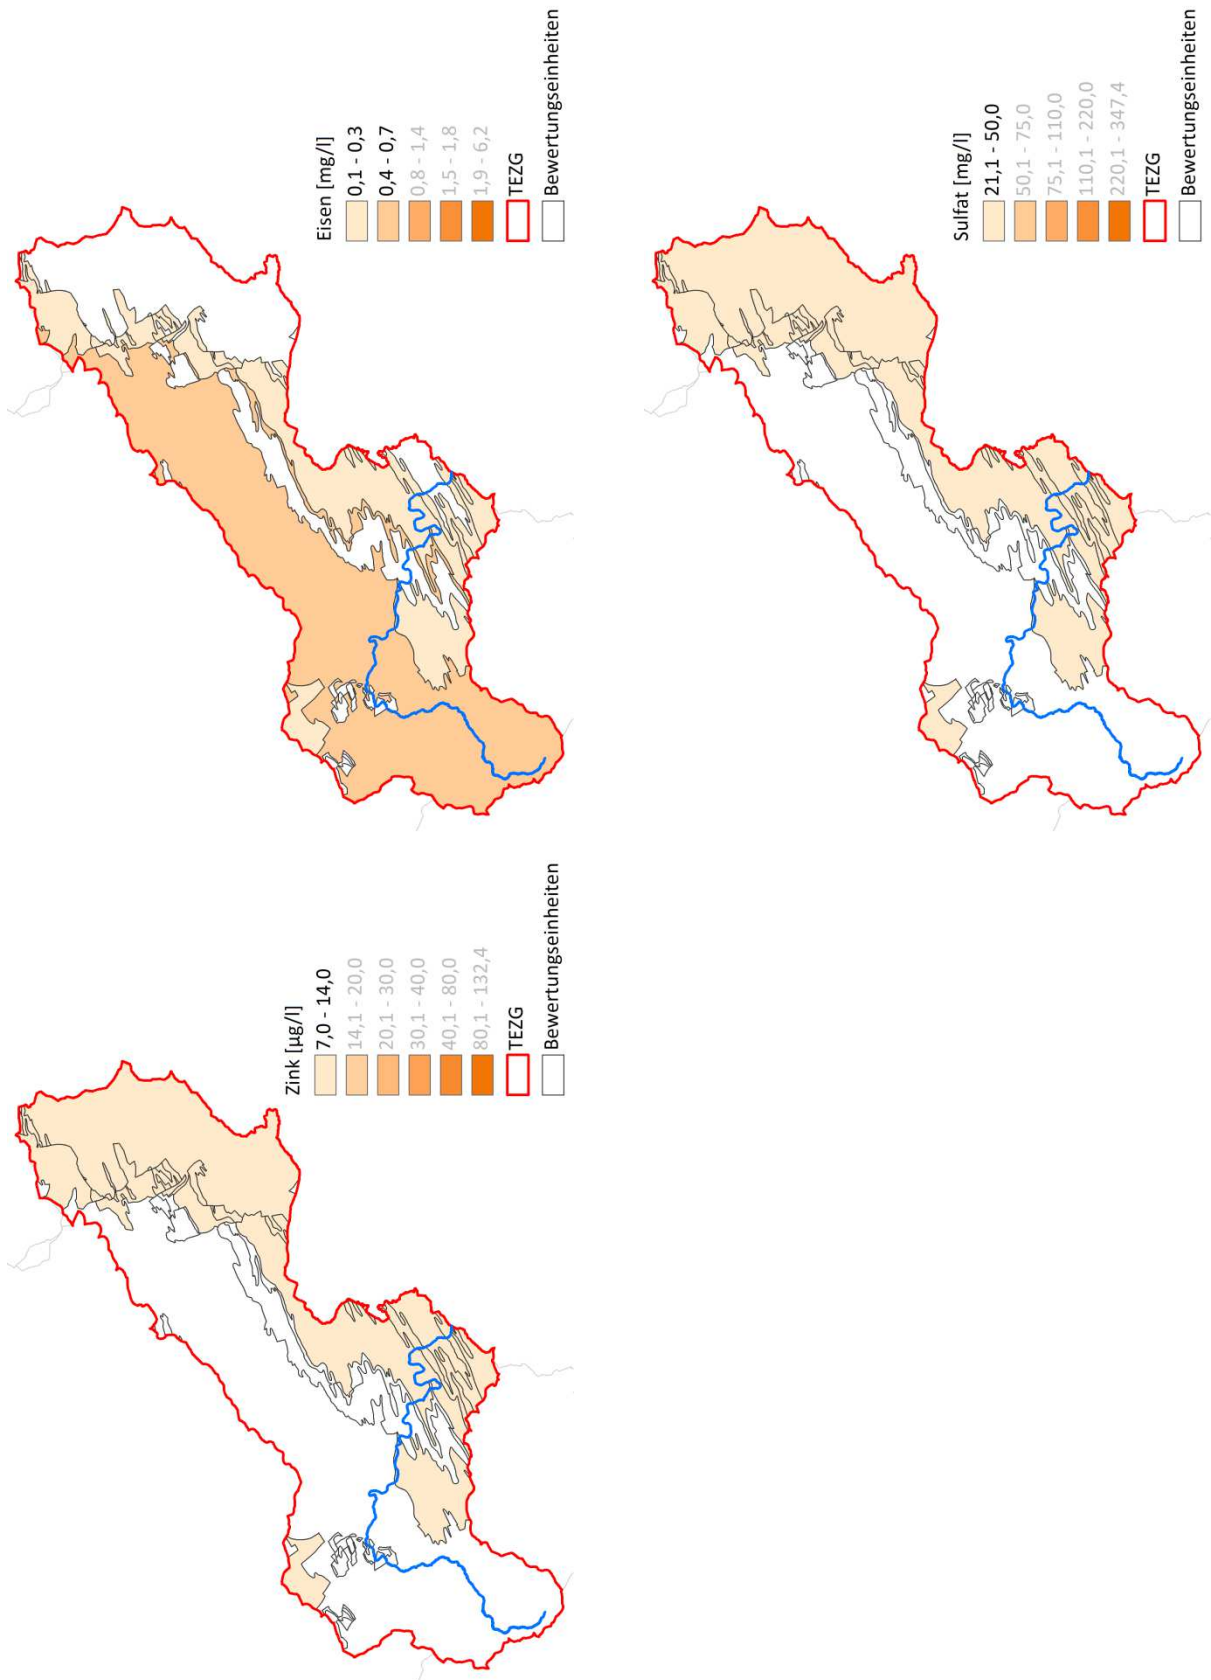 Zink [µg/l]
7,0 - 14,0
14,1 - 20,0
20,1 - 30,0
30,1 - 40,0
40,1 - 80,0
80,1 - 132,4
TEZG
Bewertungseinheiten
Eisen [mg/l]
0,1 - 0,3
0,4 - 0,7
0,8 - 1,4
1,5 - 1,8
1,9 - 6,2
TEZG
Bewertungseinheiten
Sulfat [mg/l]
21,1 - 50,0
50,1 - 75,0
75,1 - 110,0
110,1 - 220,0
220,1 - 347,4
TEZG
Bewertungseinheiten